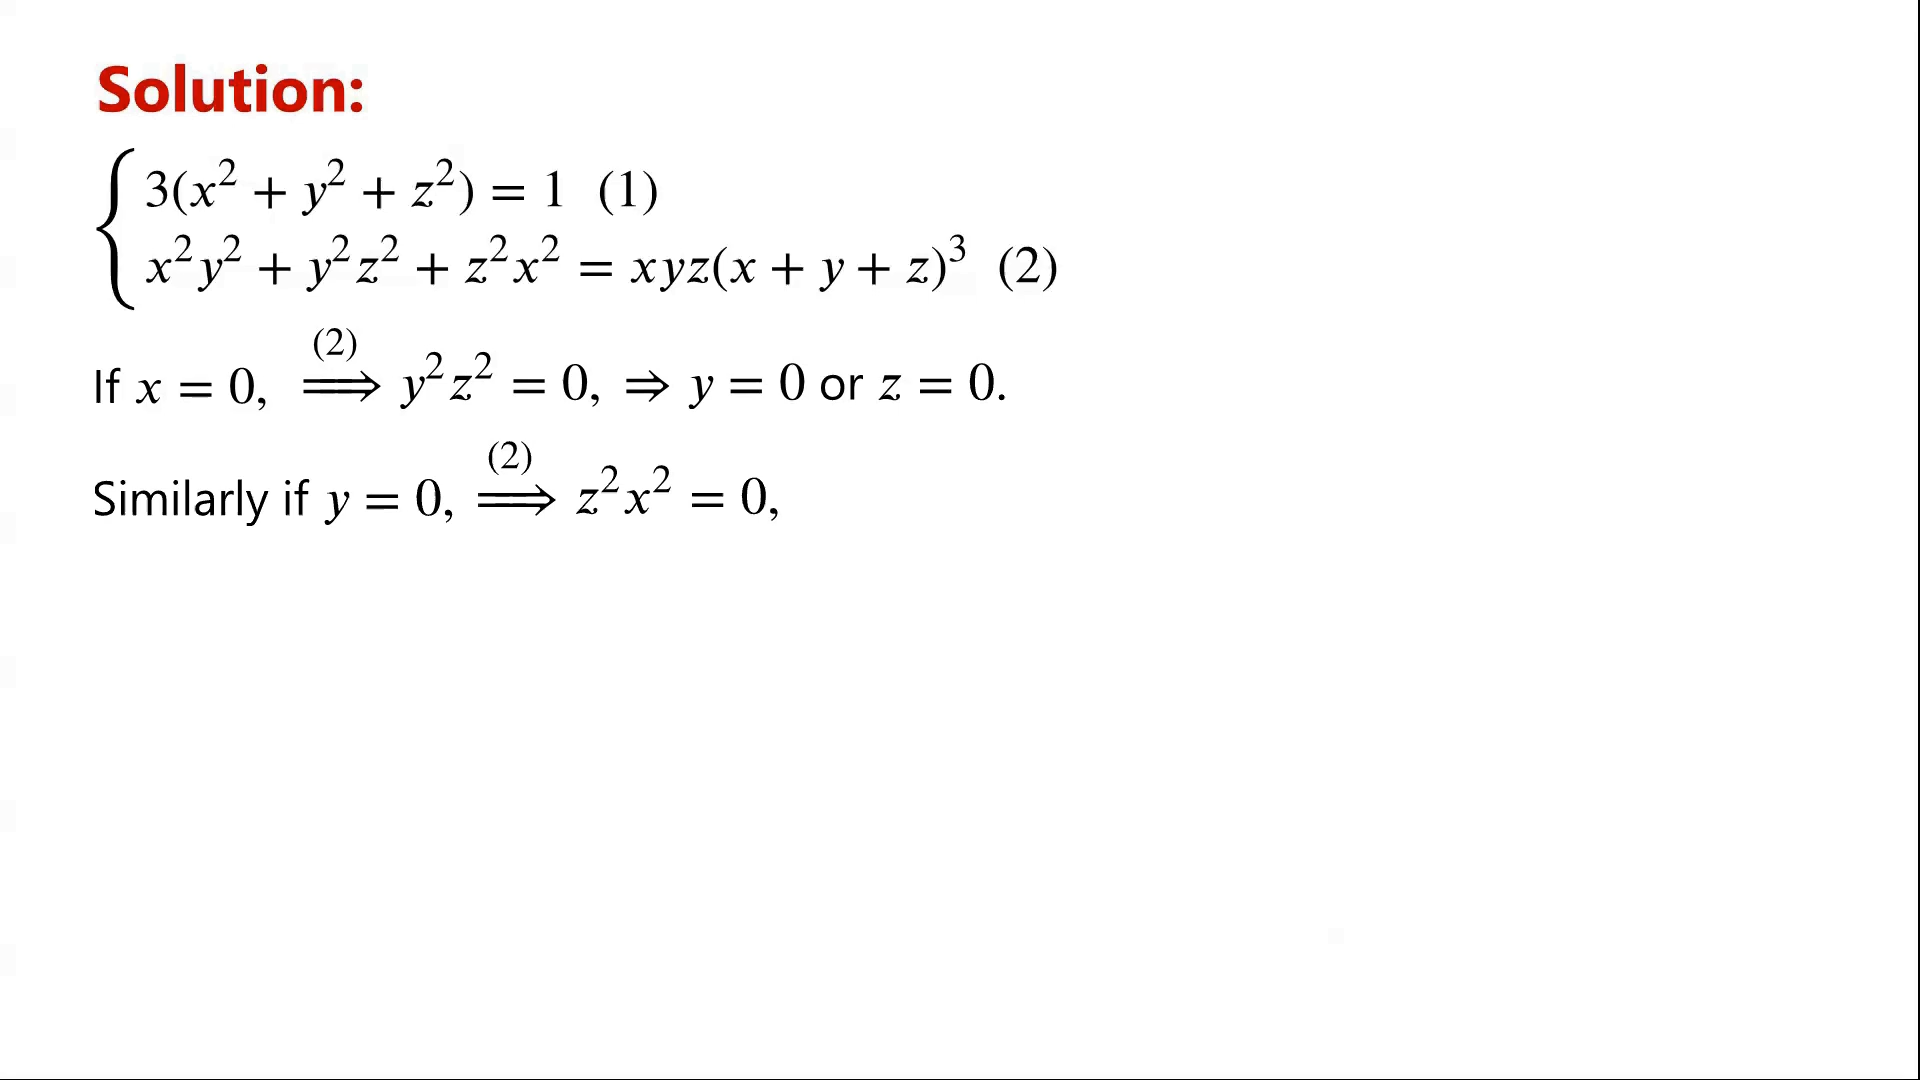 Solution:
3(x² + y² + z²) = 1 (1)
x²y² + y²z² + z²x² = xyz(x + y + z)³ (2)
If x = 0, (2)⟹ y²z² = 0, ⇒ y = 0 or z = 0.
Similarly if y = 0, (2)⟹ z²x² = 0,